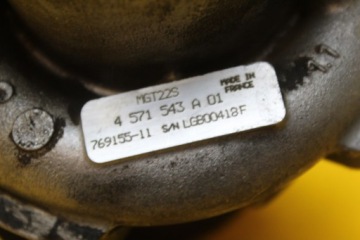 MGT22S
MADE IN
FRANCE
4 571 543 A 01
769155-11 S/N LGB00418F